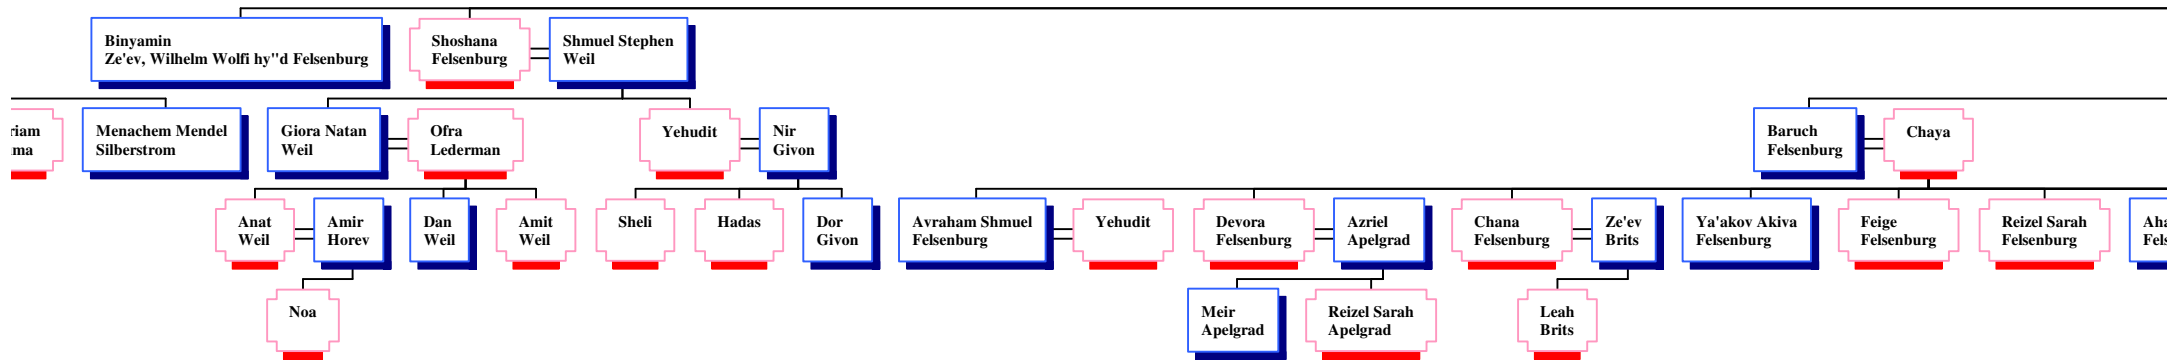 Binyamin
Ze'ev, Wilhelm Wolfi hy"d Felsenburg
Shoshana
Felsenburg
Shmuel Stephen
Weil
Menachem Mendel
Silberstrom
Giora Natan
Weil
Ofra
Lederman
Yehudit
Nir
Givon
Baruch
Felsenburg
Chaya
Anat
Weil
Amir
Horev
Dan
Weil
Amit
Weil
Sheli
Hadas
Dor
Givon
Avraham Shmuel
Felsenburg
Yehudit
Devora
Felsenburg
Azriel
Apelgrad
Chana
Felsenburg
Ze'ev
Brits
Ya'akov Akiva
Felsenburg
Feige
Felsenburg
Reizel Sarah
Felsenburg
Noa
Meir
Apelgrad
Reizel Sarah
Apelgrad
Leah
Brits